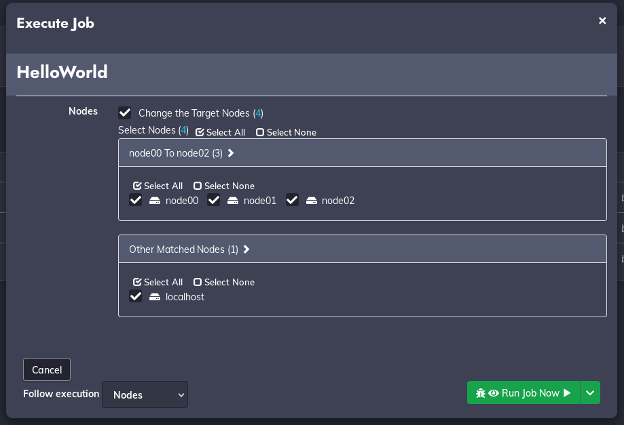 Execute Job
×
HelloWorld
Nodes
Change the Target Nodes (4)
Select Nodes (4) Select All Select None
node00 To node02 (3)
Select All Select None
node00 node01 node02
Other Matched Nodes (1)
Select All Select None
localhost
Cancel
Follow execution Nodes
Run Job Now